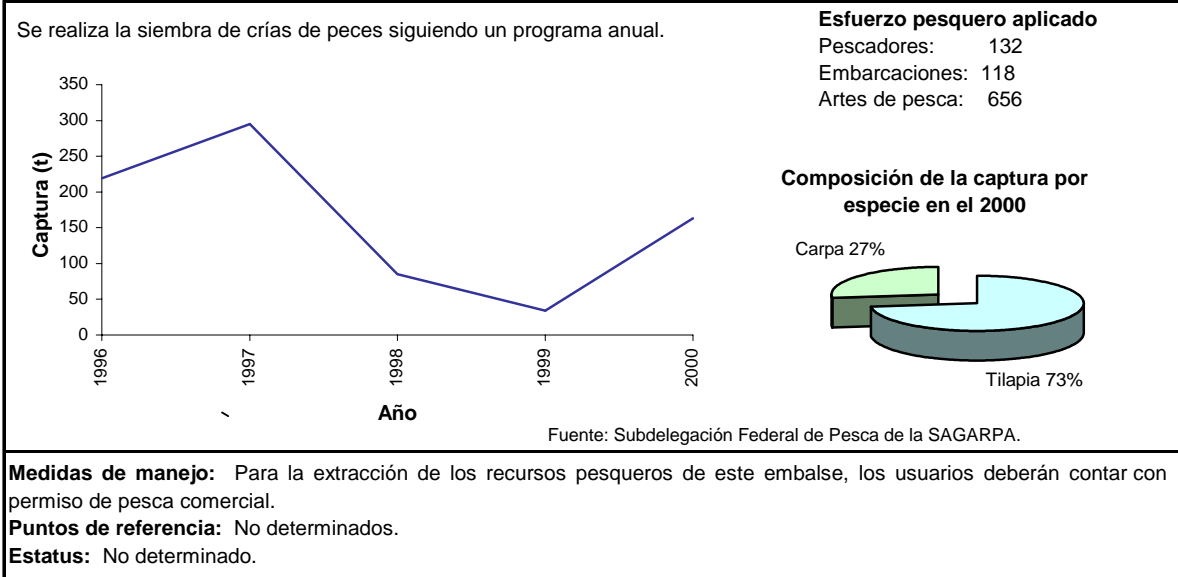 Se realiza la siembra de crías de peces siguiendo un programa anual.
Esfuerzo pesquero aplicado
Pescadores: 132
Embarcaciones: 118
Artes de pesca: 656
Captura (t)
350
300
250
200
150
100
50
0
1996
1997
1998
1999
2000
Año
Composición de la captura por
especie en el 2000
Carpa 27%
Tilapia 73%
Fuente: Subdelegación Federal de Pesca de la SAGARPA.
Medidas de manejo: Para la extracción de los recursos pesqueros de este embalse, los usuarios deberán contar con
permiso de pesca comercial.
Puntos de referencia: No determinados.
Estatus: No determinado.